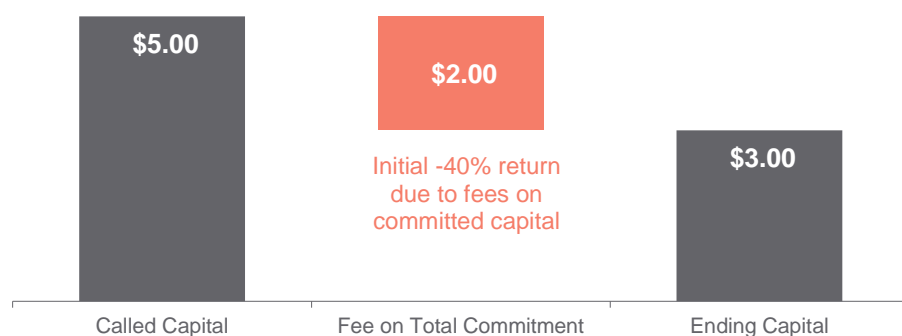 $5.00
$2.00
$3.00
Initial -40% return
due to fees on
committed capital
Called Capital
Fee on Total Commitment
Ending Capital